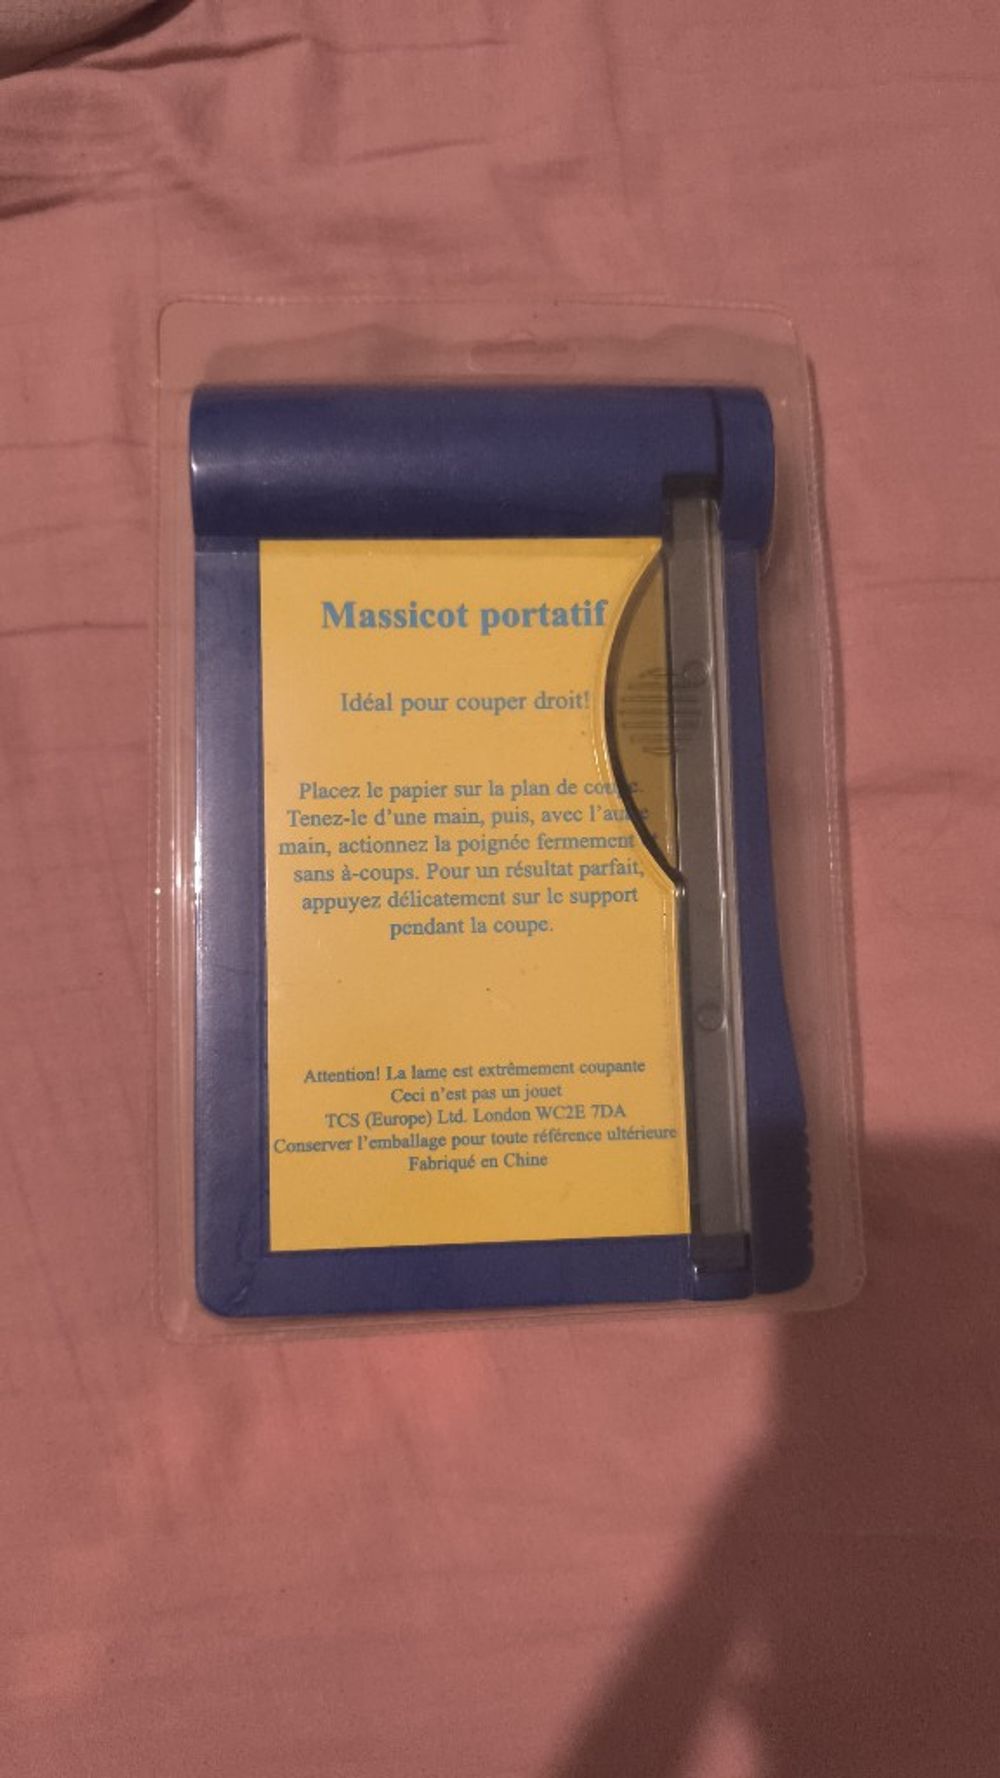 Massicot portatif
Idéal pour couper droit!
Placez le papier sur la plan de coupe.
Tenez-le d'une main, puis, avec l'autre
main, actionnez la poignée fermement
sans à-coups. Pour un résultat parfait,
appuyez délicatement sur le support
pendant la coupe.
Attention! La lame est extrêmement coupante
Ceci n'est pas un jouet
TCS (Europe) Ltd. London WC2E 7DA
Conserver l'emballage pour toute référence ultérieure
Fabriqué en Chine